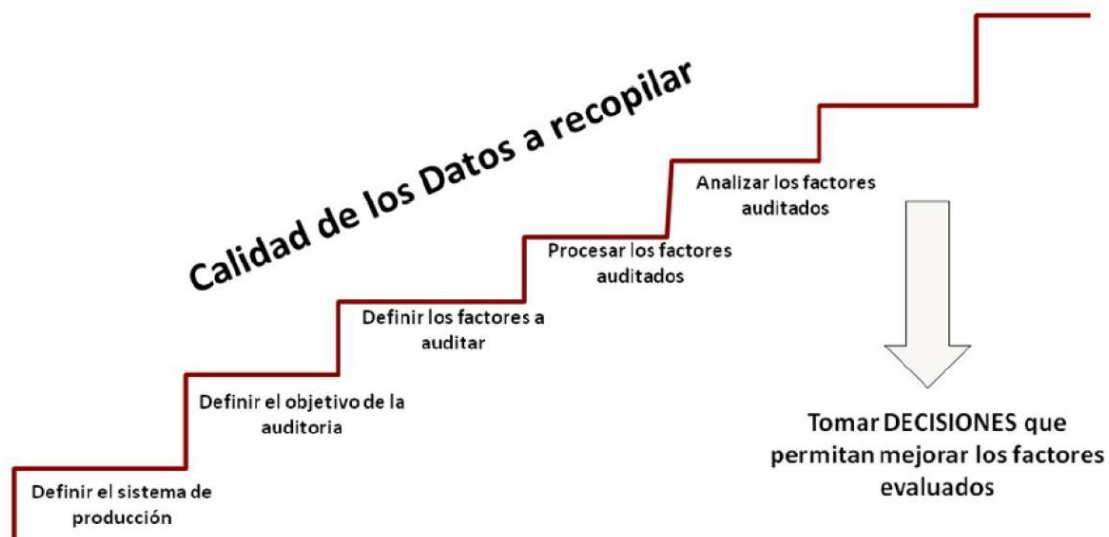 Calidad de los Datos a recopilar
Analizar los factores
auditados
Procesar los factores
auditados
Definir los factores a
auditar
Definir el objetivo de la
auditoria
Definir el sistema de
producción
Tomar DECISIONES que
permitan mejorar los factores
evaluados